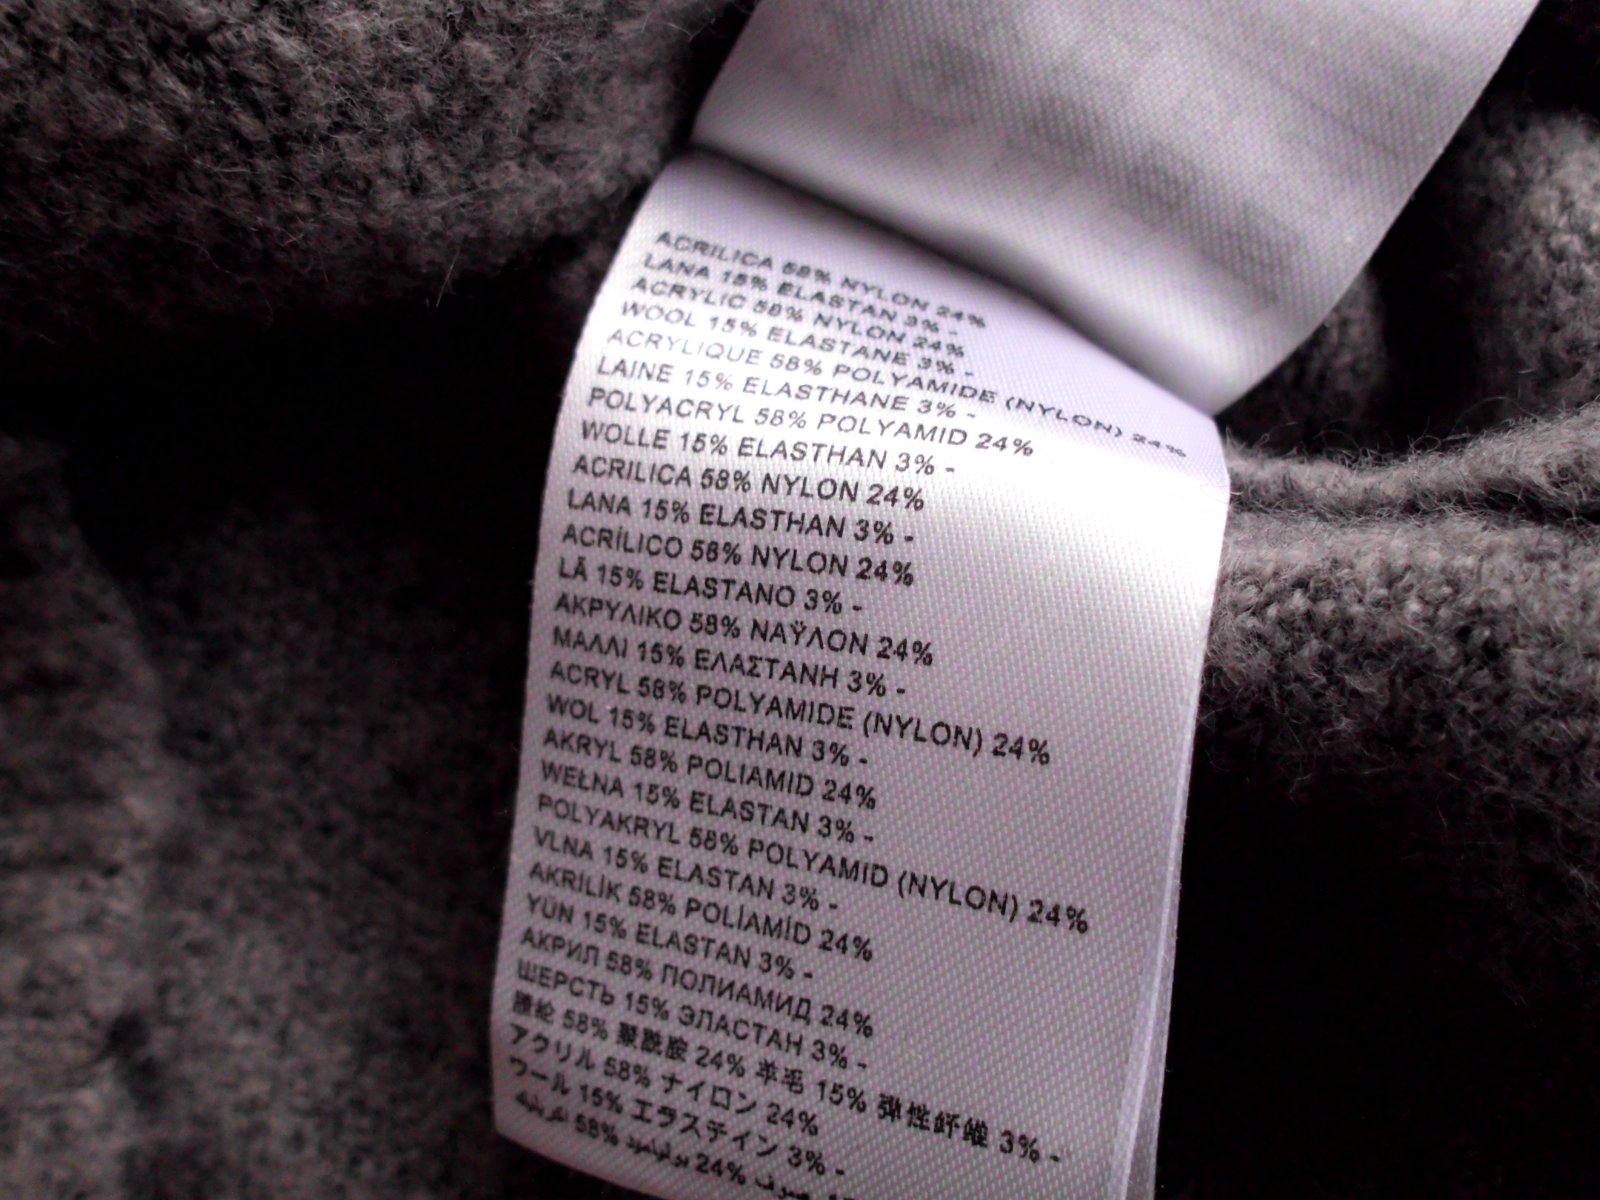 ACRILICA 58% NYLON 24%
LANA 15% ELASTAN 3% -
ACRYLIC 58% NYLON 24%
WOOL 15% ELASTANE 3% -
ACRYLIQUE 58% POLYAMIDE (NYLON) 24%
LAINE 15% ELASTHANE 3% -
POLYACRYL 58% POLYAMID 24%
WOLLE 15% ELASTHAN 3% -
ACRILICA 58% NYLON 24%
LANA 15% ELASTHAN 3% -
ACRÍLICO 58% NYLON 24%
LÃ 15% ELASTANO 3% -
ΑΚΡΥΛΙΚΟ 58% ΝΑΫΛΟΝ 24%
ΜΑΛΛΙ 15% ΕΛΑΣΤΑΝΗ 3% -
ACRYL 58% POLYAMIDE (NYLON) 24%
WOL 15% ELASTHAN 3% -
AKRYL 58% POLIAMID 24%
WEŁNA 15% ELASTAN 3% -
POLYAKRYL 58% POLYAMID (NYLON) 24%
VLNA 15% ELASTAN 3% -
AKRİLİK 58% POLİAMİD 24%
YÜN 15% ELASTAN 3% -
АКРИЛ 58% ПОЛИАМИД 24%
ШЕРСТЬ 15% ЭЛАСТАН 3% -
腈纶 58% 聚酰胺 24% 羊毛 15% 弹性纤维 3% -
アクリル 58% ナイロン 24%
ウール 15% エラステイン 3% -
58% 24% صوف